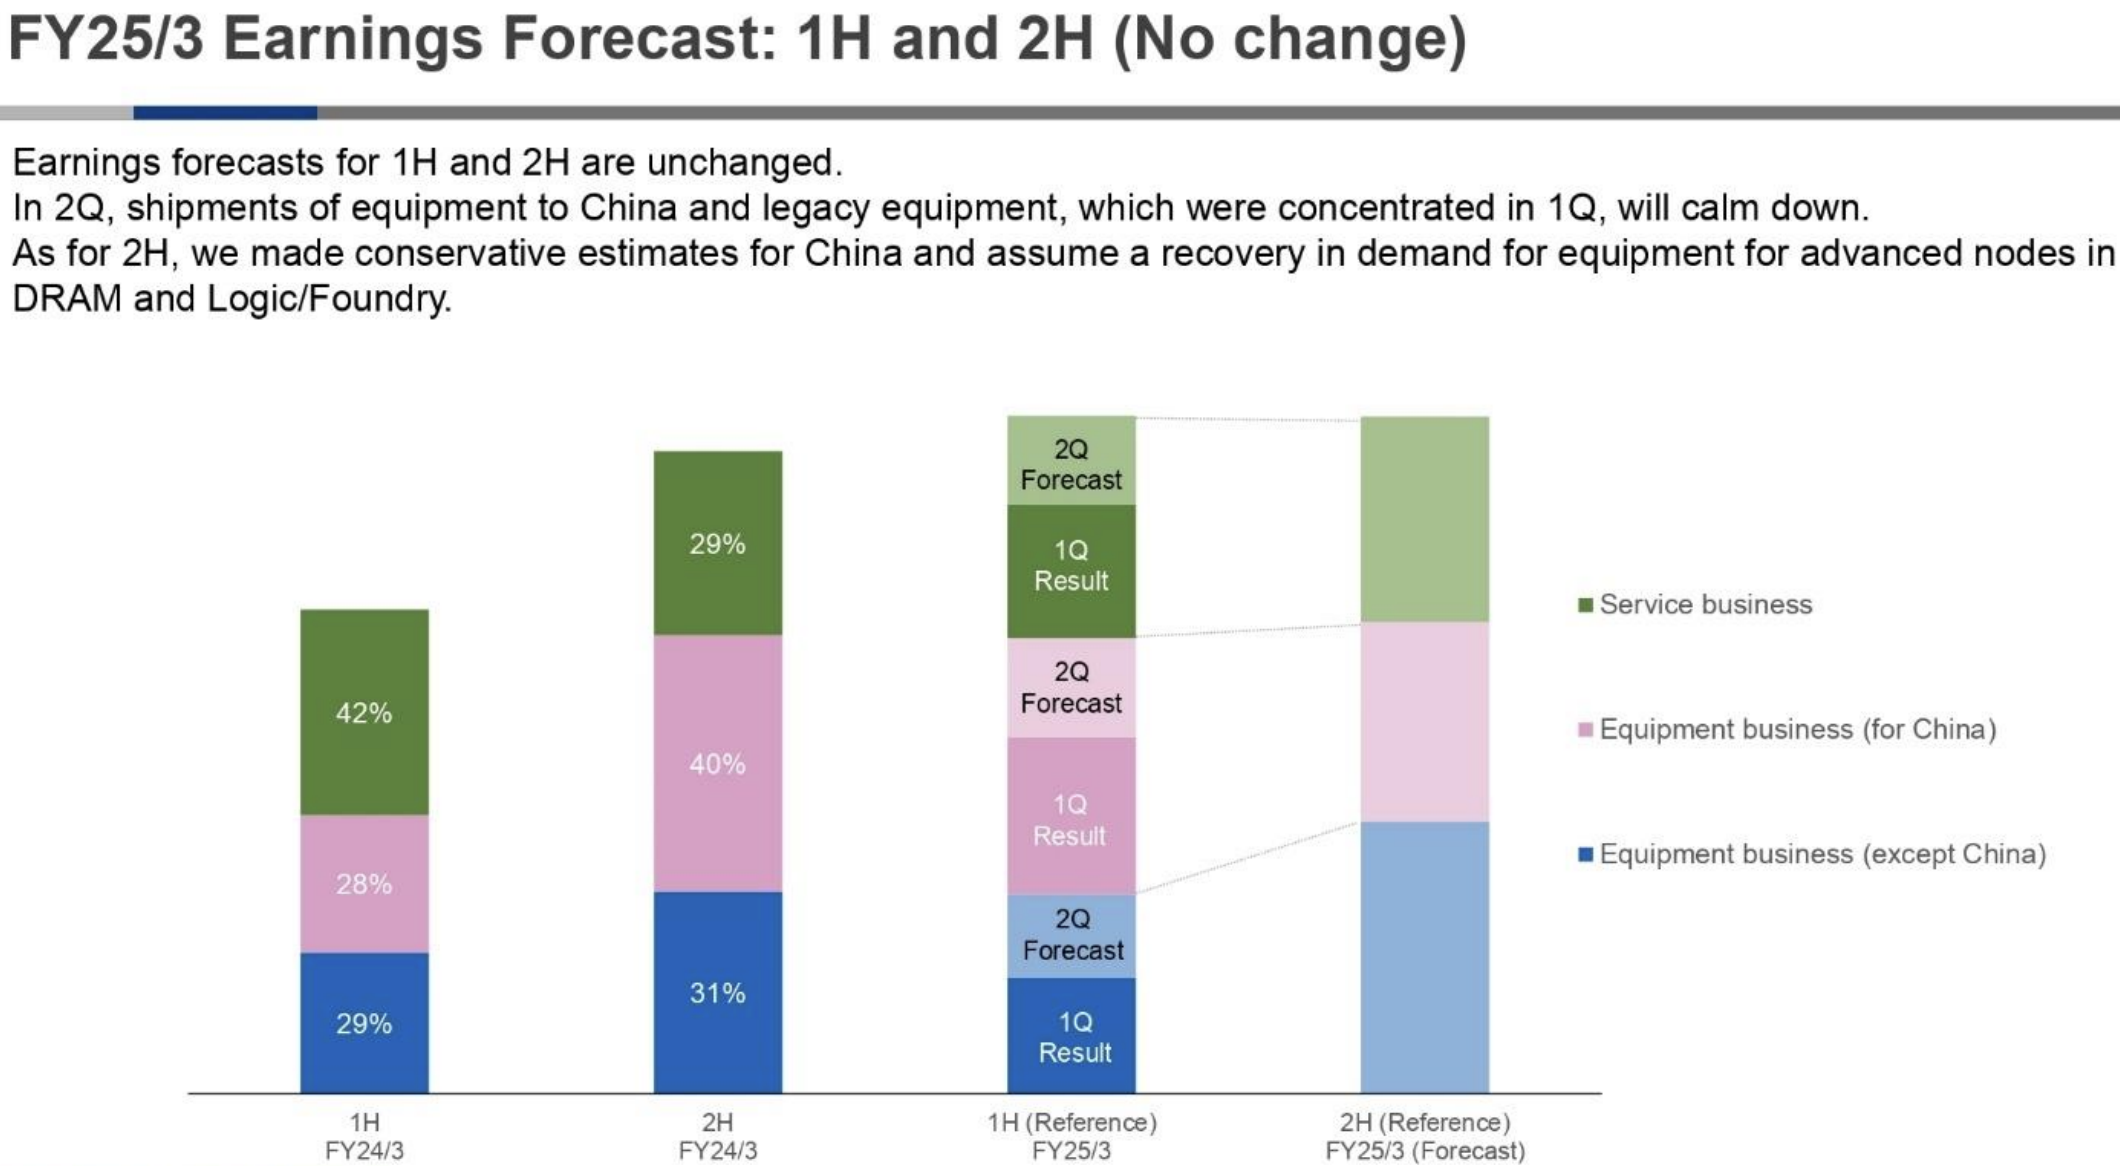 FY25/3 Earnings Forecast: 1H and 2H (No change)
Earnings forecasts for 1H and 2H are unchanged.
In 2Q, shipments of equipment to China and legacy equipment, which were concentrated in 1Q, will calm down.
As for 2H, we made conservative estimates for China and assume a recovery in demand for equipment for advanced nodes in
DRAM and Logic/Foundry.
42%
28%
29%
29%
40%
31%
2Q
Forecast
1Q
Result
2Q
Forecast
1Q
Result
2Q
Forecast
1Q
Result
Service business
Equipment business (for China)
Equipment business (except China)
1H
FY24/3
2H
FY24/3
1H (Reference)
FY25/3
2H (Reference)
FY25/3 (Forecast)